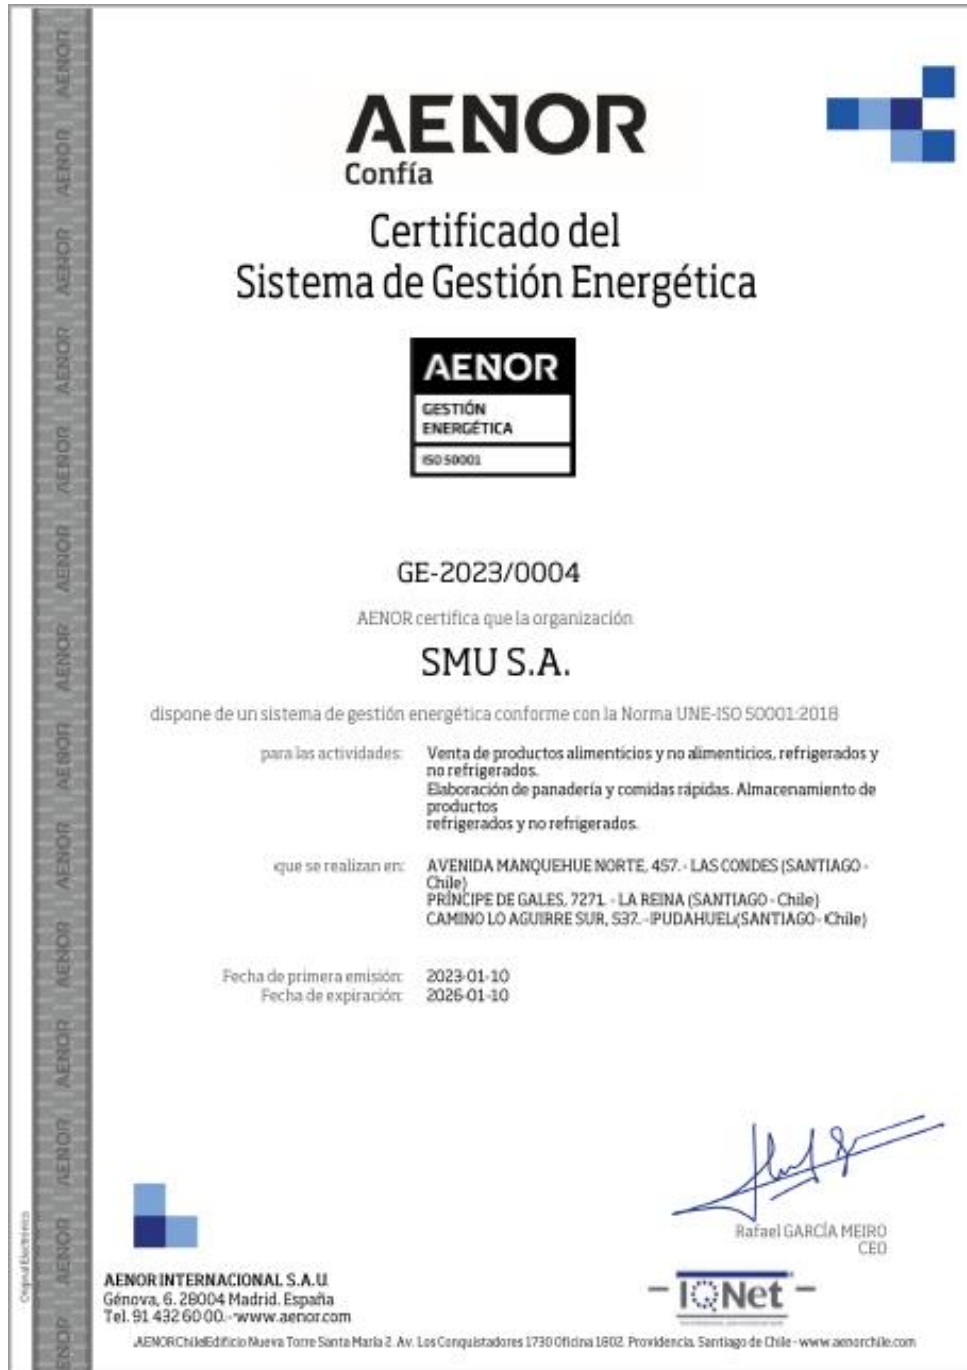 AENOR
Confía
Certificado del
Sistema de Gestión Energética
AENOR
GESTIÓN
ENERGÉTICA
ISO 50001
GE-2023/0004
AENOR certifica que la organización
SMU S.A.
dispone de un sistema de gestión energética conforme con la Norma UNE-ISO 50001:2018
para las actividades: Venta de productos alimenticios y no alimenticios, refrigerados y
no refrigerados.
Elaboración de panadería y comidas rápidas. Almacenamiento de
productos
refrigerados y no refrigerados.
que se realizan en: AVENIDA MANQUEHUE NORTE, 457. - LAS CONDES (SANTIAGO -
Chile)
PRÍNCIPE DE GALES, 7271. - LA REINA (SANTIAGO - Chile)
CAMINO LO AGUIRRE SUR, S37. - PUDAHUEL(SANTIAGO- Chile)
Fecha de primera emisión: 2023-01-10
Fecha de expiración: 2026-01-10
Rafael GARCÍA MEIRO
CEO
Original Electrónico
AENOR INTERNACIONAL S.A.U.
Génova, 6. 28004 Madrid. España
Tel. 91 432 60 00.- www.aenor.com
IQNet
AENOR Chile Edificio Nueva Torre Santa María 2. Av. Los Conquistadores 1730 Oficina 1802. Providencia, Santiago de Chile - www.aenorchile.com